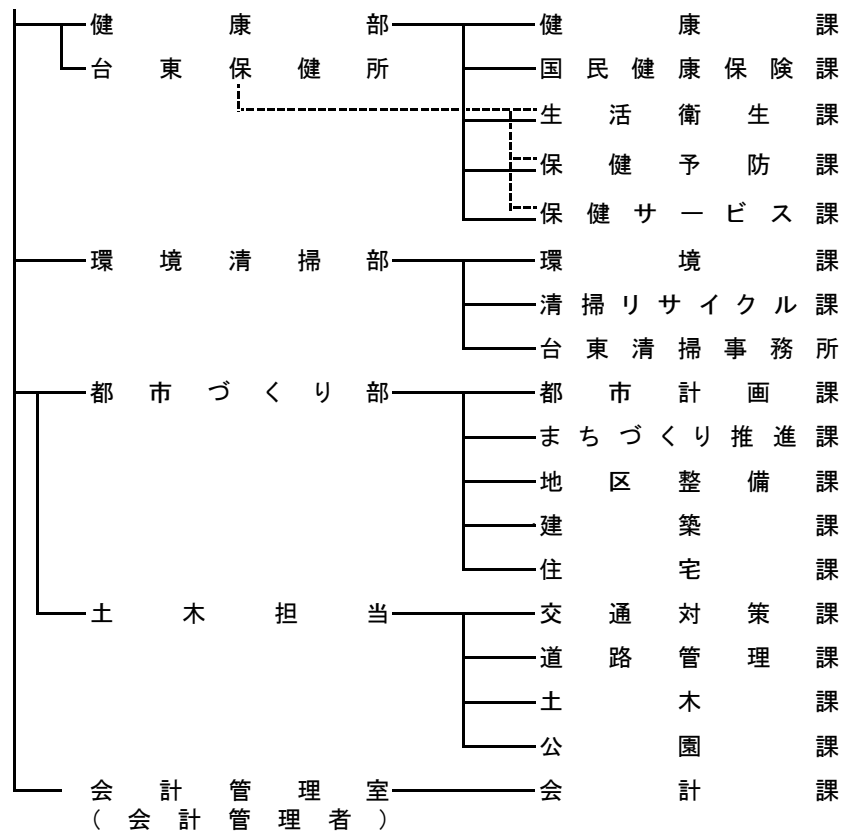 健康部 健康課
台東保健所 国民健康保険課
生活衛生課
保健予防課
保健サービス課
環境清掃部 環境課
清掃リサイクル課
台東清掃事務所
都市づくり部 都市計画課
まちづくり推進課
地区整備課
建築課
住宅課
土木担当 交通対策課
道路管理課
土木課
公園課
会計管理室 会計課
(会計管理者)